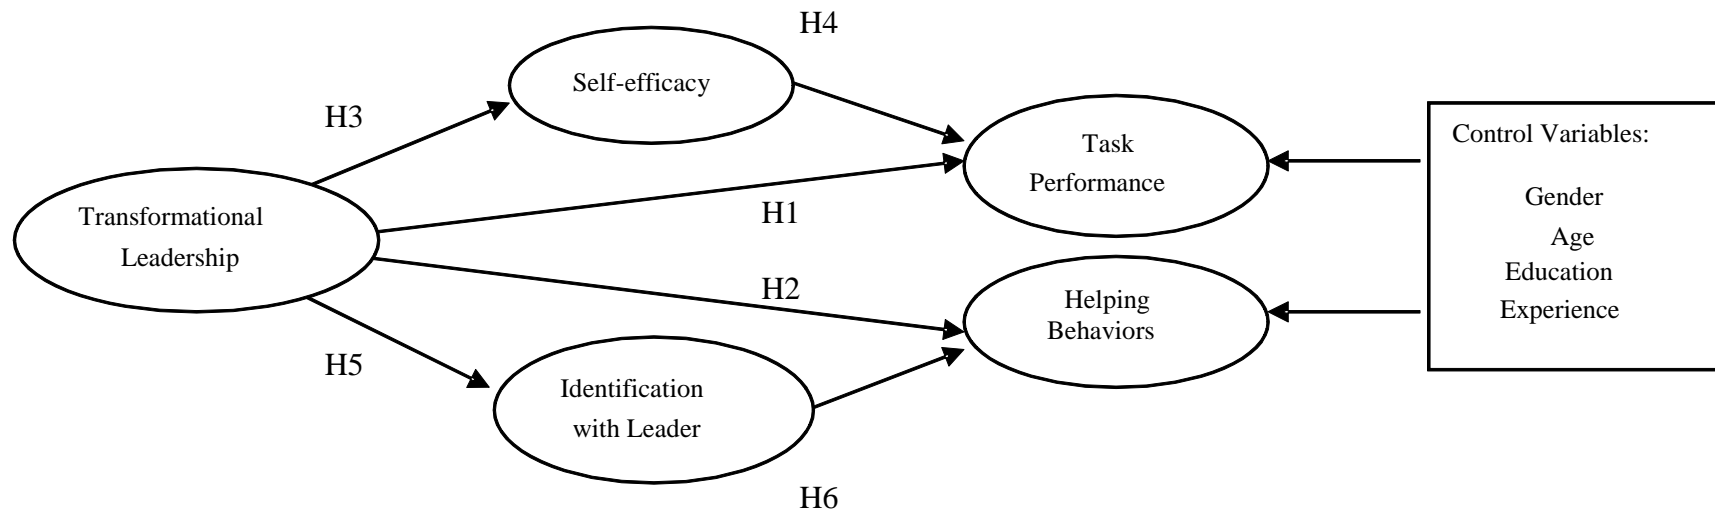 H4
Self-efficacy
H3
Task
Performance
Control Variables:
Gender
Age
Education
Experience
Transformational
Leadership
H1
H2
Helping
Behaviors
H5
Identification
with Leader
H6